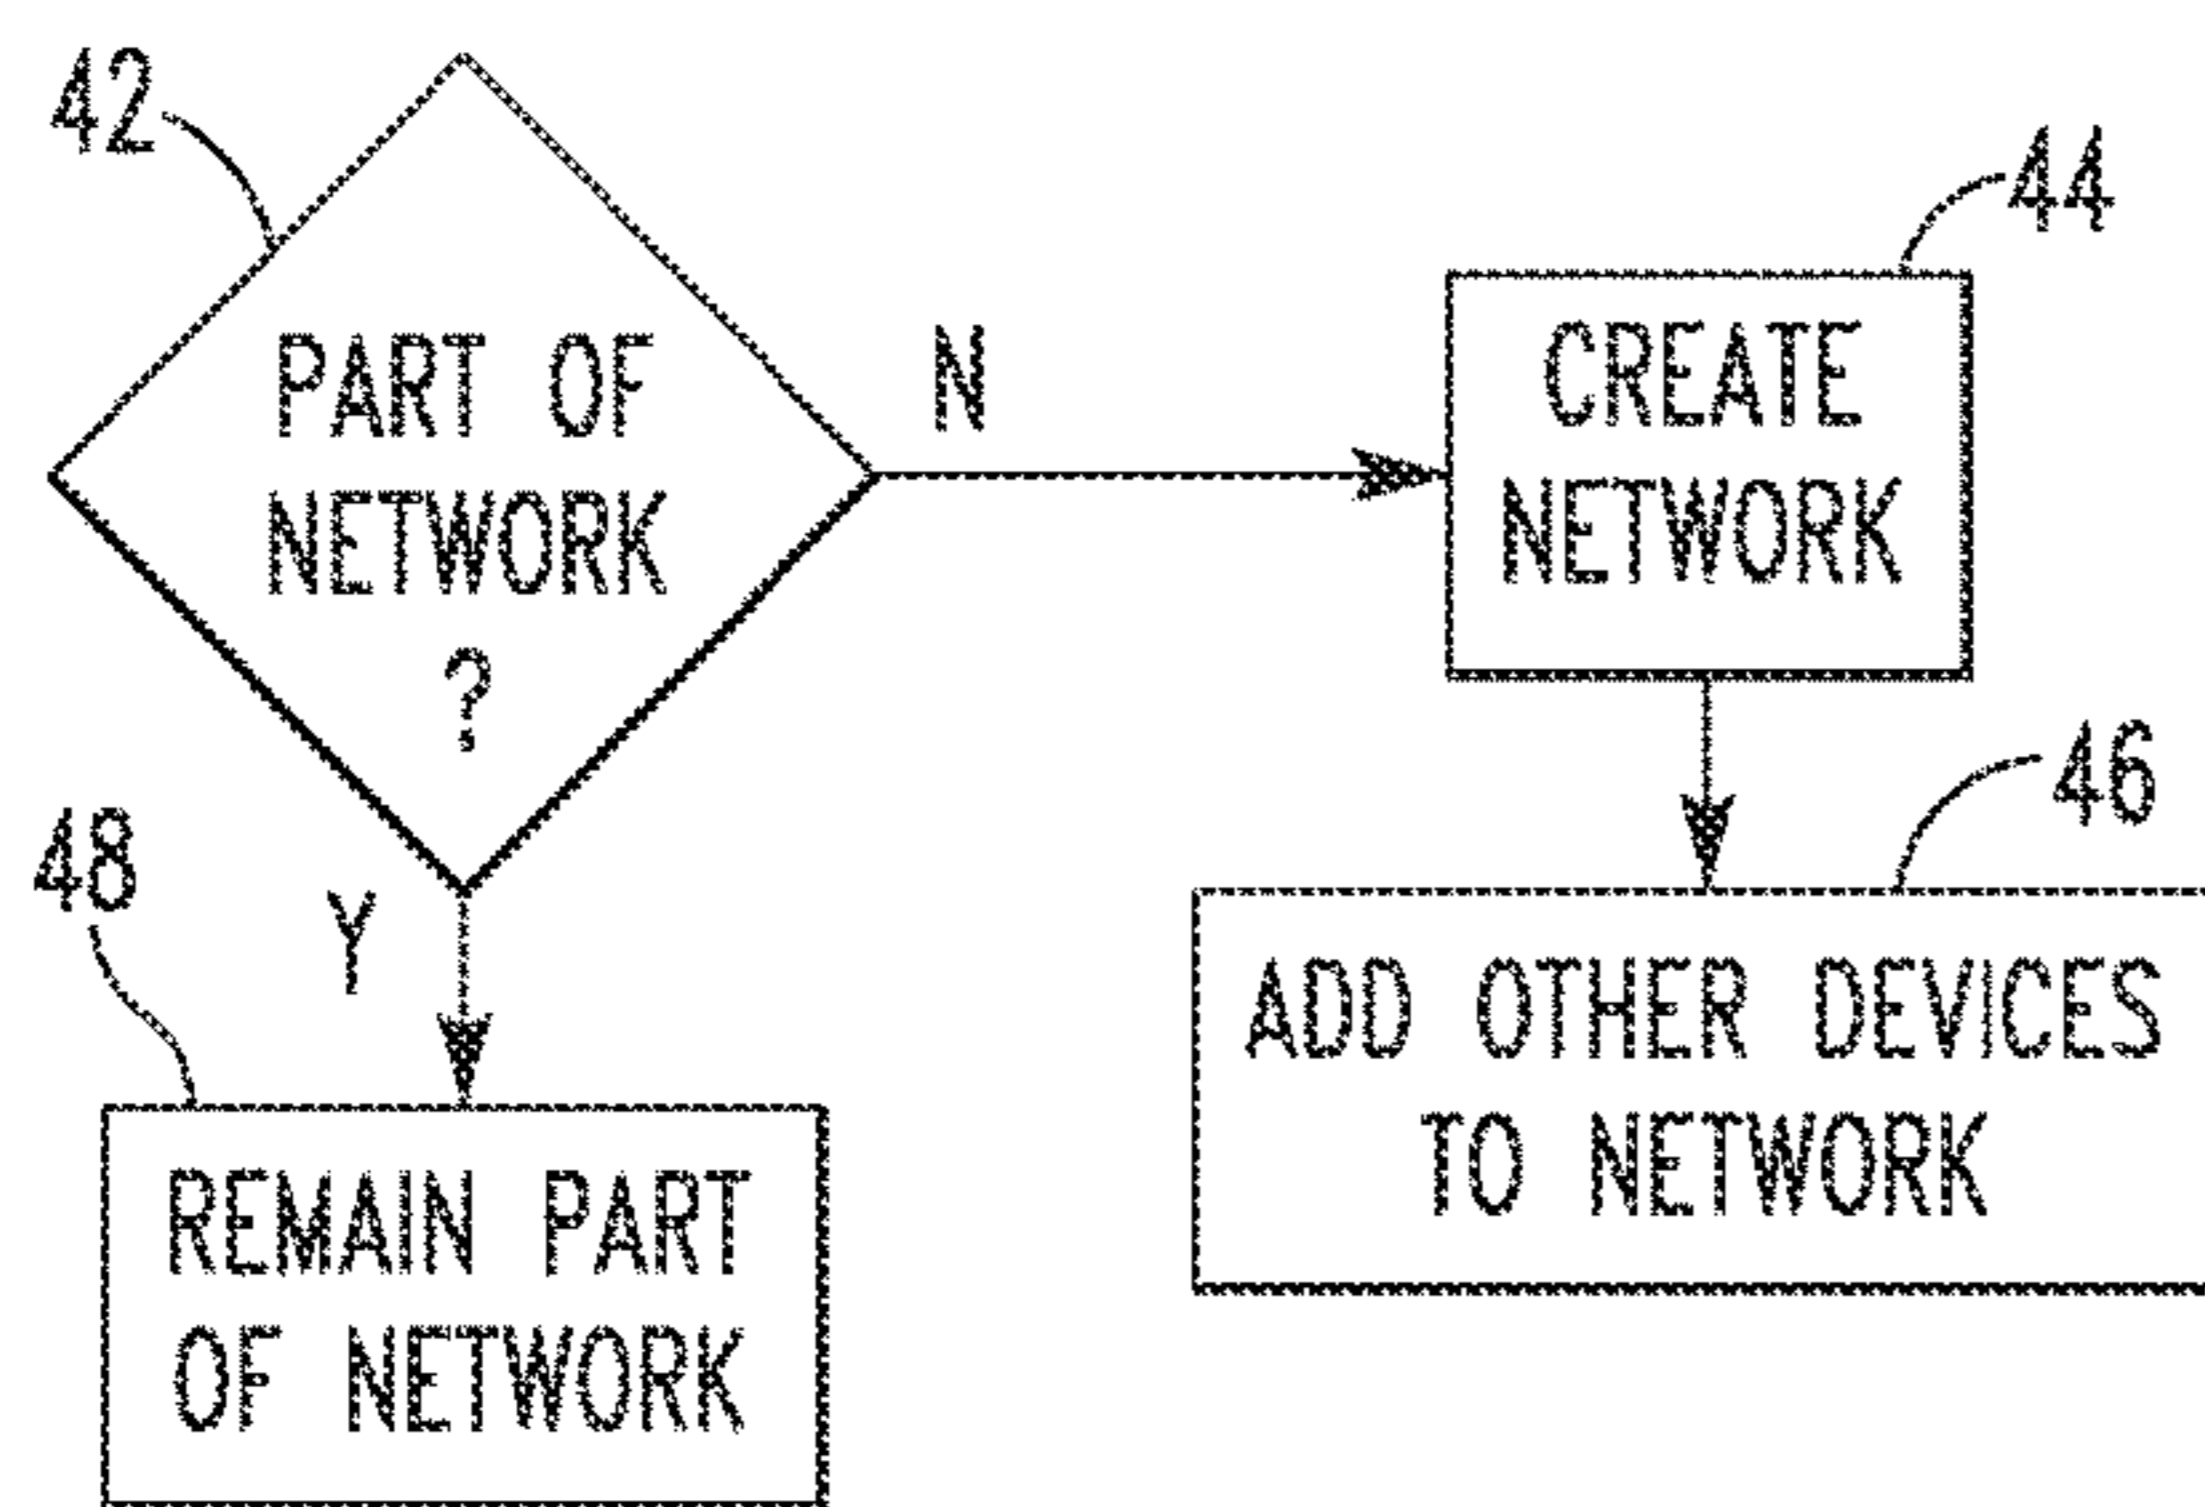 42
PART OF
NETWORK
?
N
44
CREATE
NETWORK
46
ADD OTHER DEVICES
TO NETWORK
Y
48
REMAIN PART
OF NETWORK